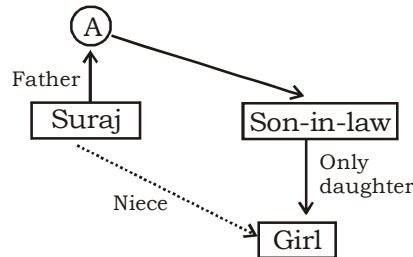 A
Father
Suraj
Son-in-law
Only
daughter
Niece
Girl